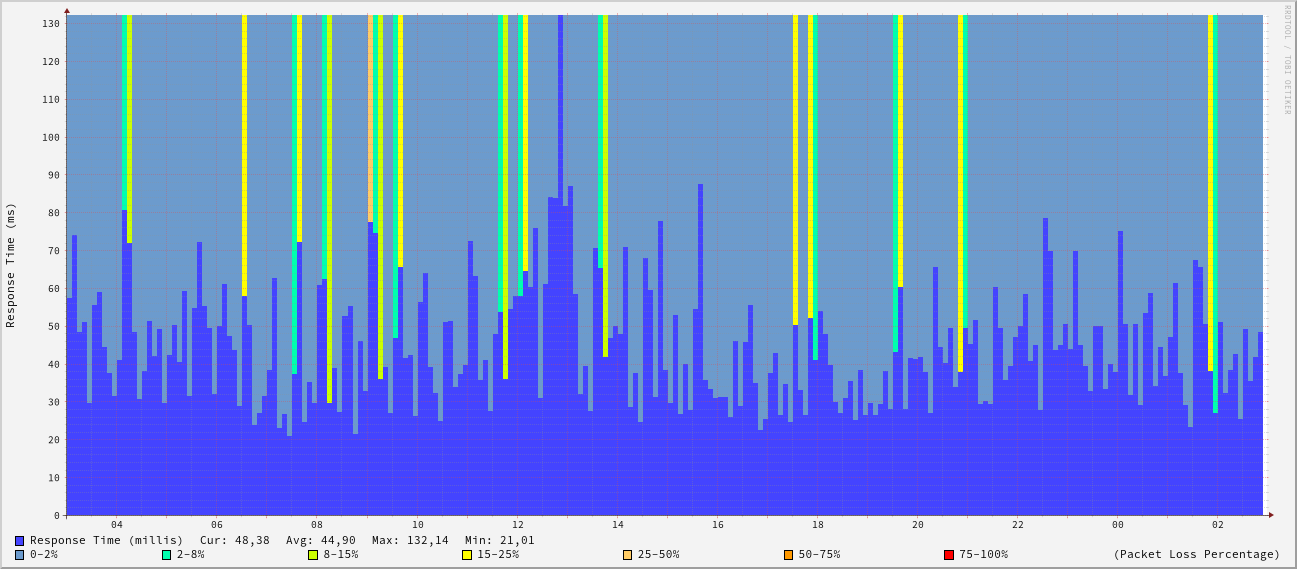 RRDTOOL / TOBI OETIKER
Response Time (ms)
130
120
110
100
90
80
70
60
50
40
30
20
10
0
04 06 08 10 12 14 16 18 20 22 00 02
Response Time (millis) Cur: 48,38 Avg: 44,90 Max: 132,14 Min: 21,01
0-2% 2-8% 8-15% 15-25% 25-50% 50-75% 75-100% (Packet Loss Percentage)